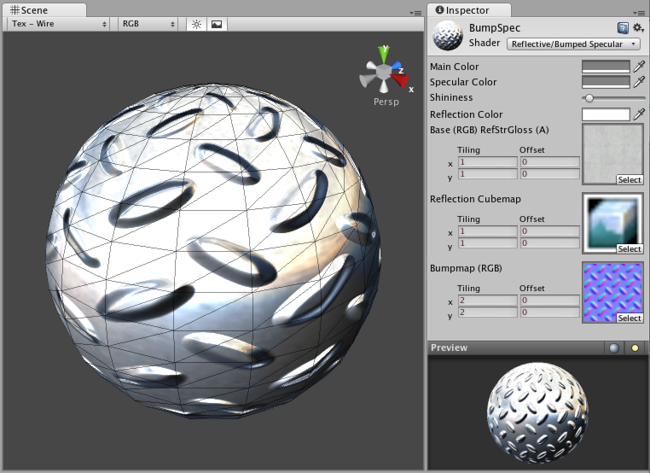 Scene
Tex - Wire
RGB
y
z
x
Persp
Inspector
BumpSpec
Shader
Reflective/Bumped Specular
Main Color
Specular Color
Shininess
Reflection Color
Base (RGB) RefStrGloss (A)
Tiling Offset
x 1 0
y 1 0
Select
Reflection Cubemap
Tiling Offset
x 1 0
y 1 0
Select
Bumpmap (RGB)
Tiling Offset
x 2 0
y 2 0
Select
Preview